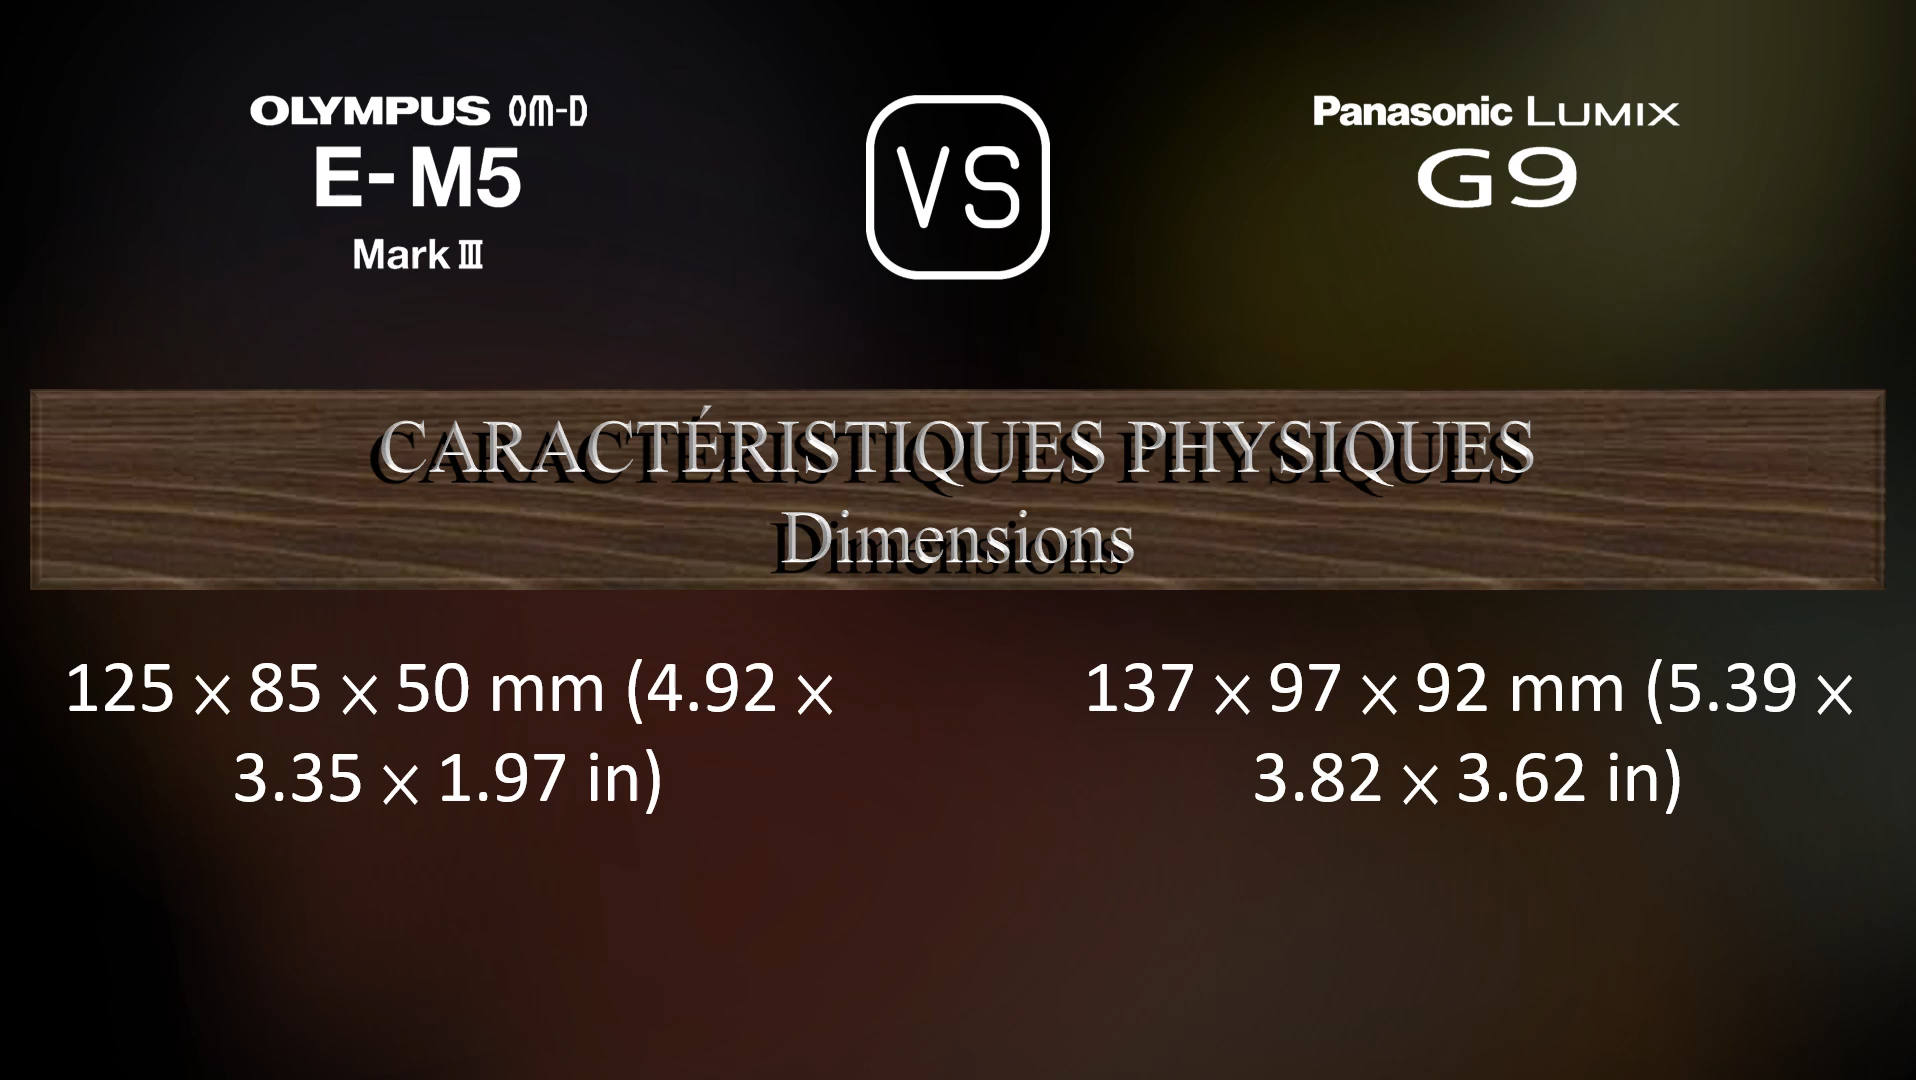 OLYMPUS OM-D
E-M5
Mark III
VS
Panasonic LUMIX
G9
CARACTÉRISTIQUES PHYSIQUES
Dimensions
125 x 85 x 50 mm (4.92 x
3.35 x 1.97 in)
137 x 97 x 92 mm (5.39 x
3.82 x 3.62 in)